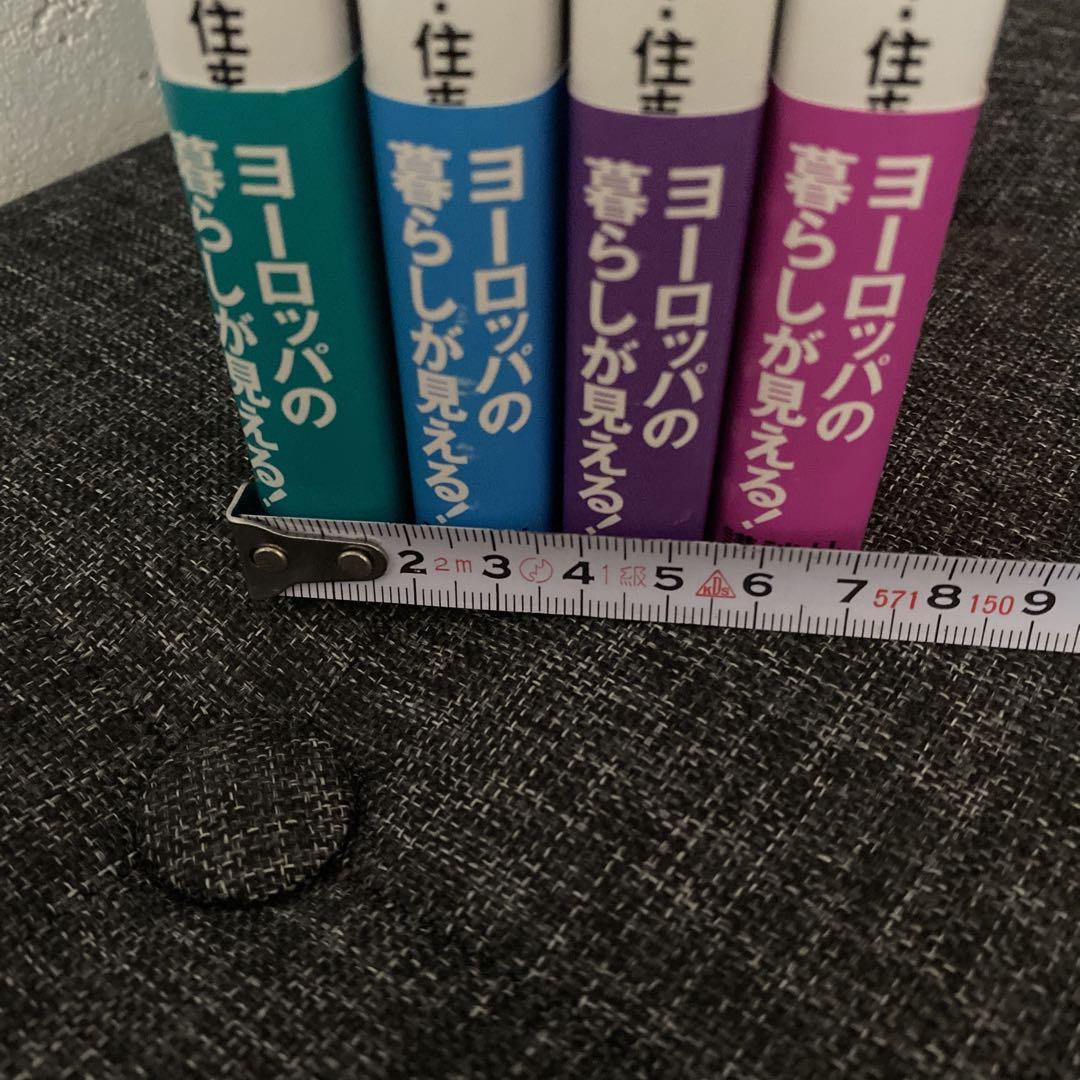 住
ヨーロッパの
暮らしが見える!
・住
ヨーロッパの
暮らしが見える!
・住
ヨーロッパの
暮らしが見える!
・住
ヨーロッパの
暮らしが見える!
2 2m 3 4 1級 5 KDS 6 7 571 8 150 9